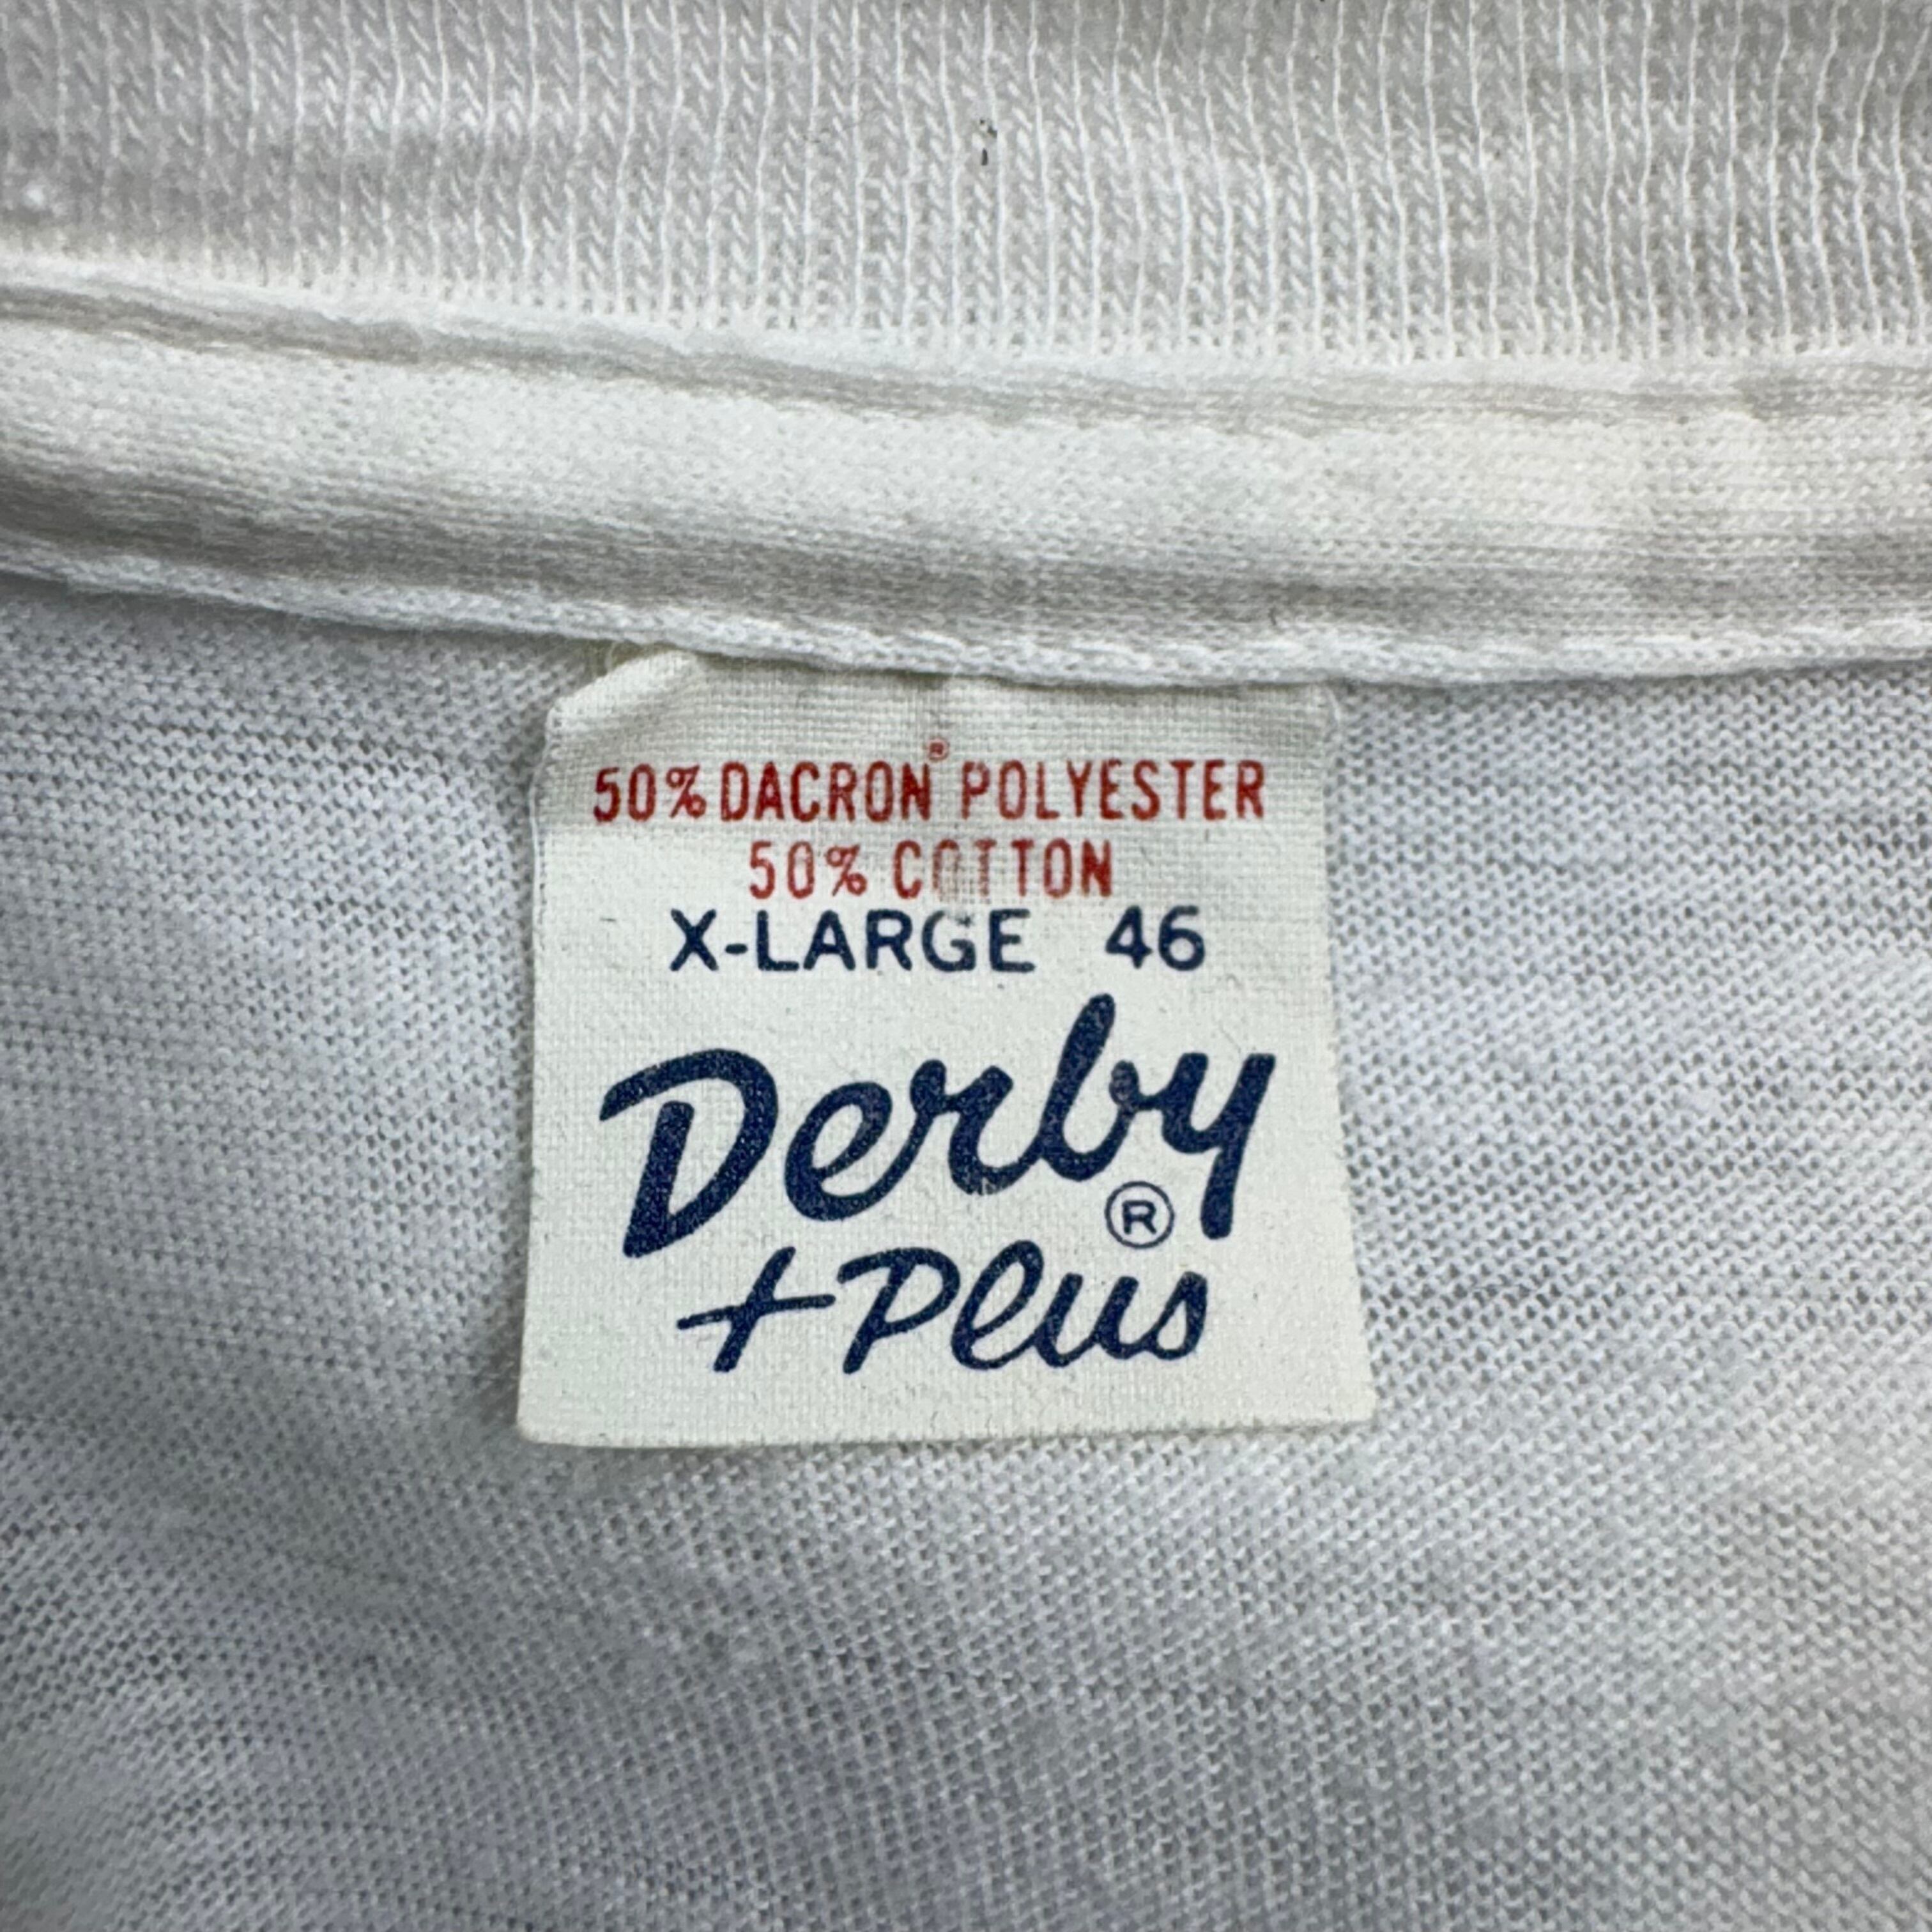 50% DACRON® POLYESTER
50% COTTON
X-LARGE 46
Derby®
+Plus